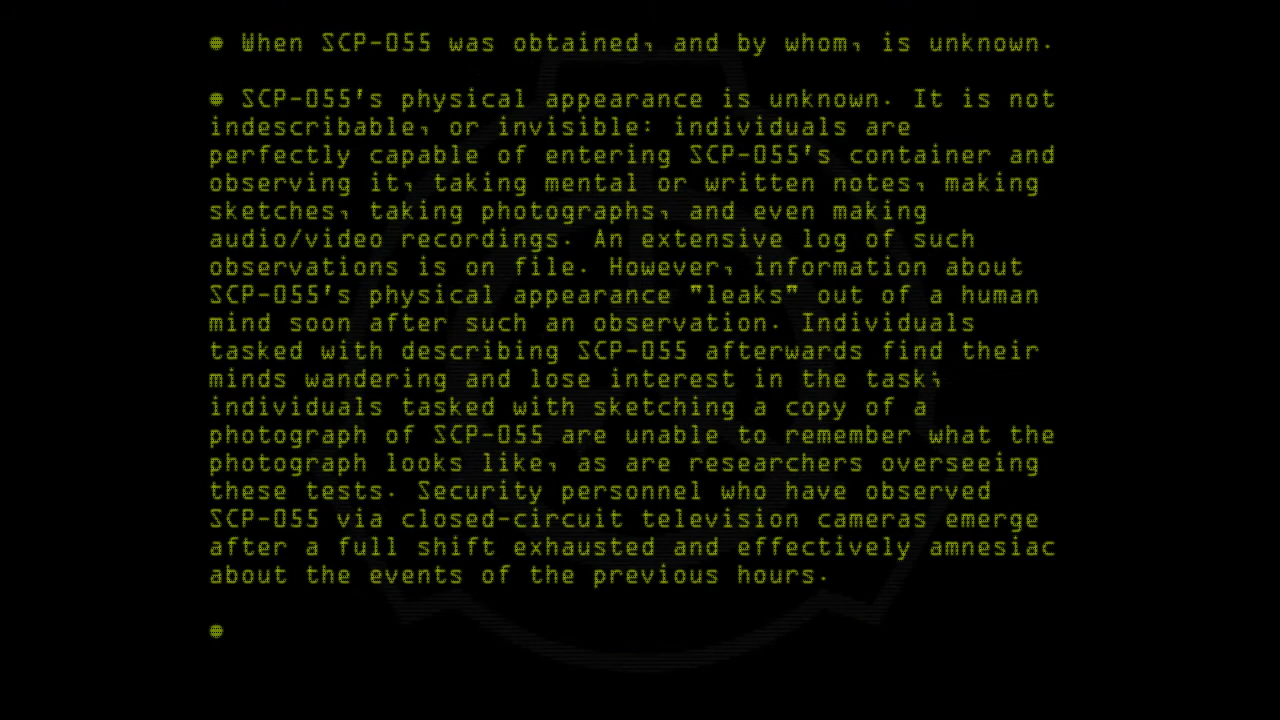 ● When SCP-055 was obtained, and by whom, is unknown.
● SCP-055's physical appearance is unknown. It is not
indescribable, or invisible: individuals are
perfectly capable of entering SCP-055's container and
observing it, taking mental or written notes, making
sketches, taking photographs, and even making
audio/video recordings. An extensive log of such
observations is on file. However, information about
SCP-055's physical appearance "leaks" out of a human
mind soon after such an observation. Individuals
tasked with describing SCP-055 afterwards find their
minds wandering and lose interest in the task;
individuals tasked with sketching a copy of a
photograph of SCP-055 are unable to remember what the
photograph looks like, as are researchers overseeing
these tests. Security personnel who have observed
SCP-055 via closed-circuit television cameras emerge
after a full shift exhausted and effectively amnesiac
about the events of the previous hours.
●